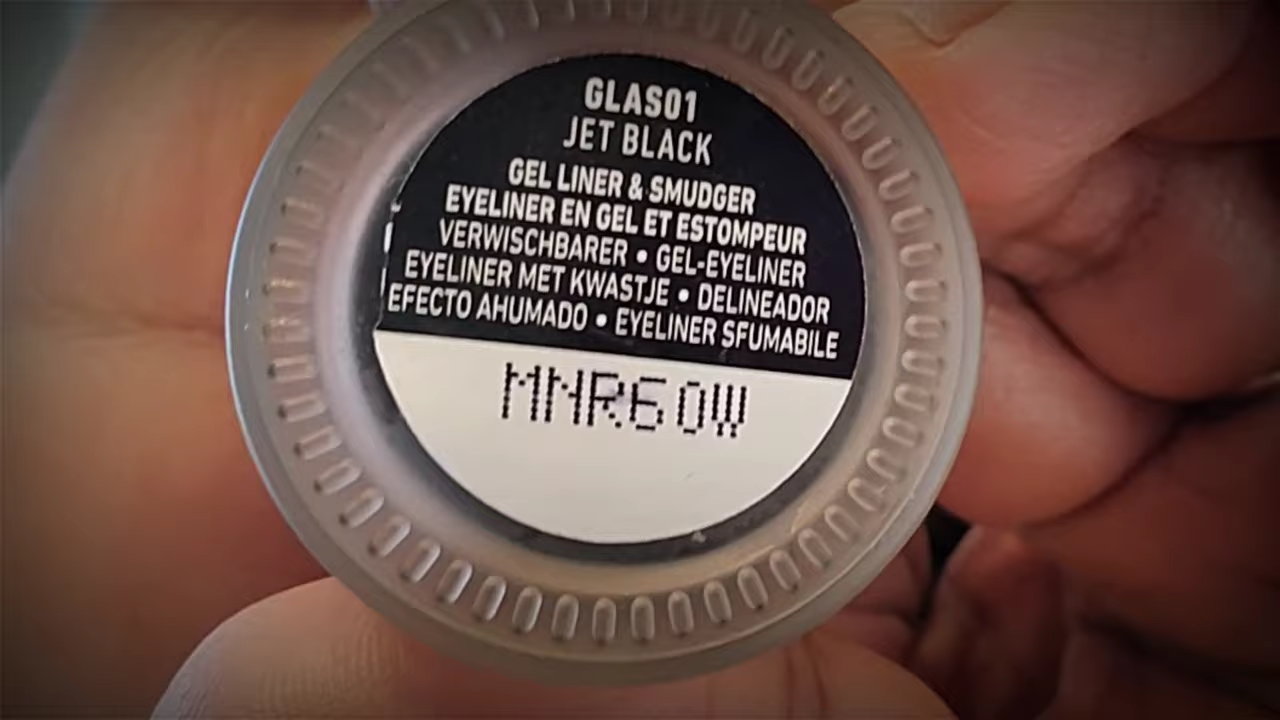 GLAS01
JET BLACK
GEL LINER & SMUDGER
EYELINER EN GEL ET ESTOMPEUR
VERWISCHBARER • GEL-EYELINER
EYELINER MET KWASTJE • DELINEADOR
EFECTO AHUMADO • EYELINER SFUMABILE
MNR60W